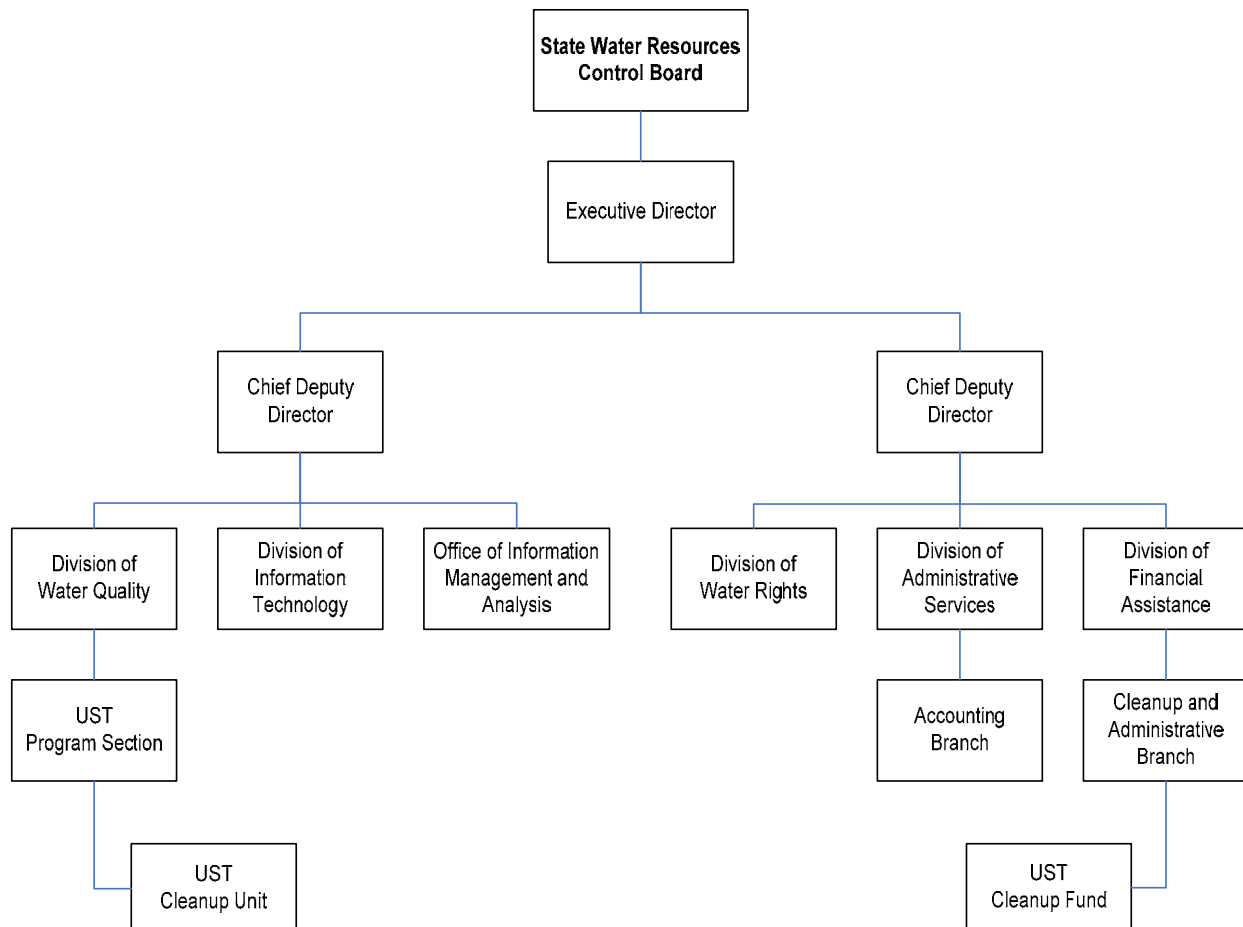 State Water Resources
Control Board
Executive Director
Chief Deputy
Director
Chief Deputy
Director
Division of
Water Quality
Division of
Information
Technology
Office of Information
Management and
Analysis
Division of
Water Rights
Division of
Administrative
Services
Division of
Financial
Assistance
UST
Program Section
Accounting
Branch
Cleanup and
Administrative
Branch
UST
Cleanup Unit
UST
Cleanup Fund